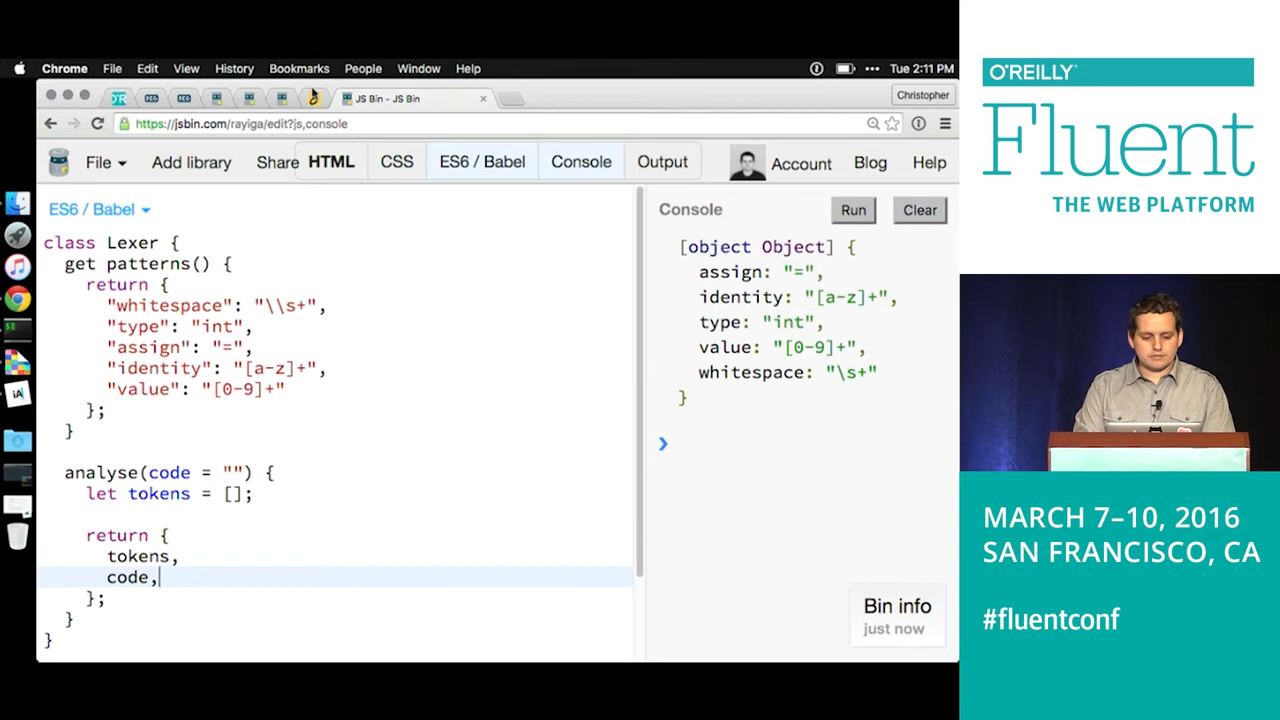 Chrome File Edit View History Bookmarks People Window Help Tue 2:11 PM
JS Bin - JS Bin Christopher
https://jsbin.com/rayiga/edit?js,console
File Add library Share HTML CSS ES6 / Babel Console Output Account Blog Help
ES6 / Babel
class Lexer {
get patterns() {
return {
"whitespace": "\\s+",
"type": "int",
"assign": "=",
"identity": "[a-z]+",
"value": "[0-9]+"
};
}
analyse(code = "") {
let tokens = [];
return {
tokens,
code,
};
}
}
Console Run Clear
[object Object] {
assign: "=",
identity: "[a-z]+",
type: "int",
value: "[0-9]+",
whitespace: "\s+"
}
Bin info
just now
O'REILLY®
Fluent
THE WEB PLATFORM
MARCH 7–10, 2016
SAN FRANCISCO, CA
#fluentconf